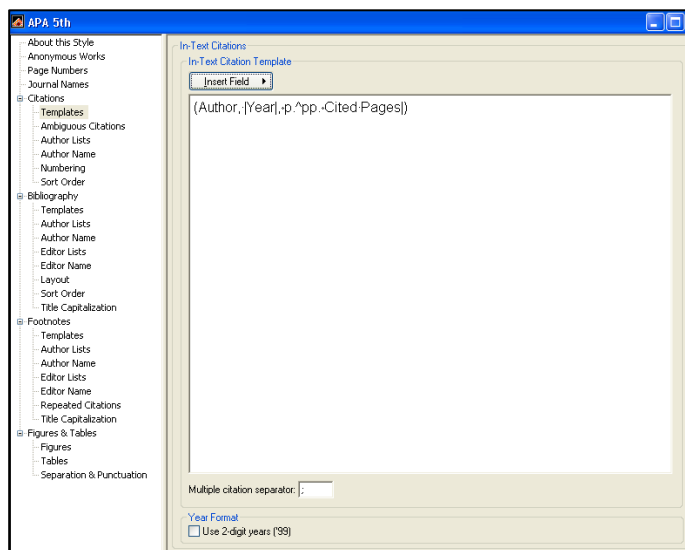 APA 5th
About this Style
Anonymous Works
Page Numbers
Journal Names
Citations
Templates
Ambiguous Citations
Author Lists
Author Name
Numbering
Sort Order
Bibliography
Templates
Author Lists
Author Name
Editor Lists
Editor Name
Layout
Sort Order
Title Capitalization
Footnotes
Templates
Author Lists
Author Name
Editor Lists
Editor Name
Repeated Citations
Title Capitalization
Figures & Tables
Figures
Tables
Separation & Punctuation
In-Text Citations
In-Text Citation Template
Insert Field
(Author,·|Year|,·p.^pp.·Cited·Pages|)
Multiple citation separator: ;
Year Format
Use 2-digit years ('99)